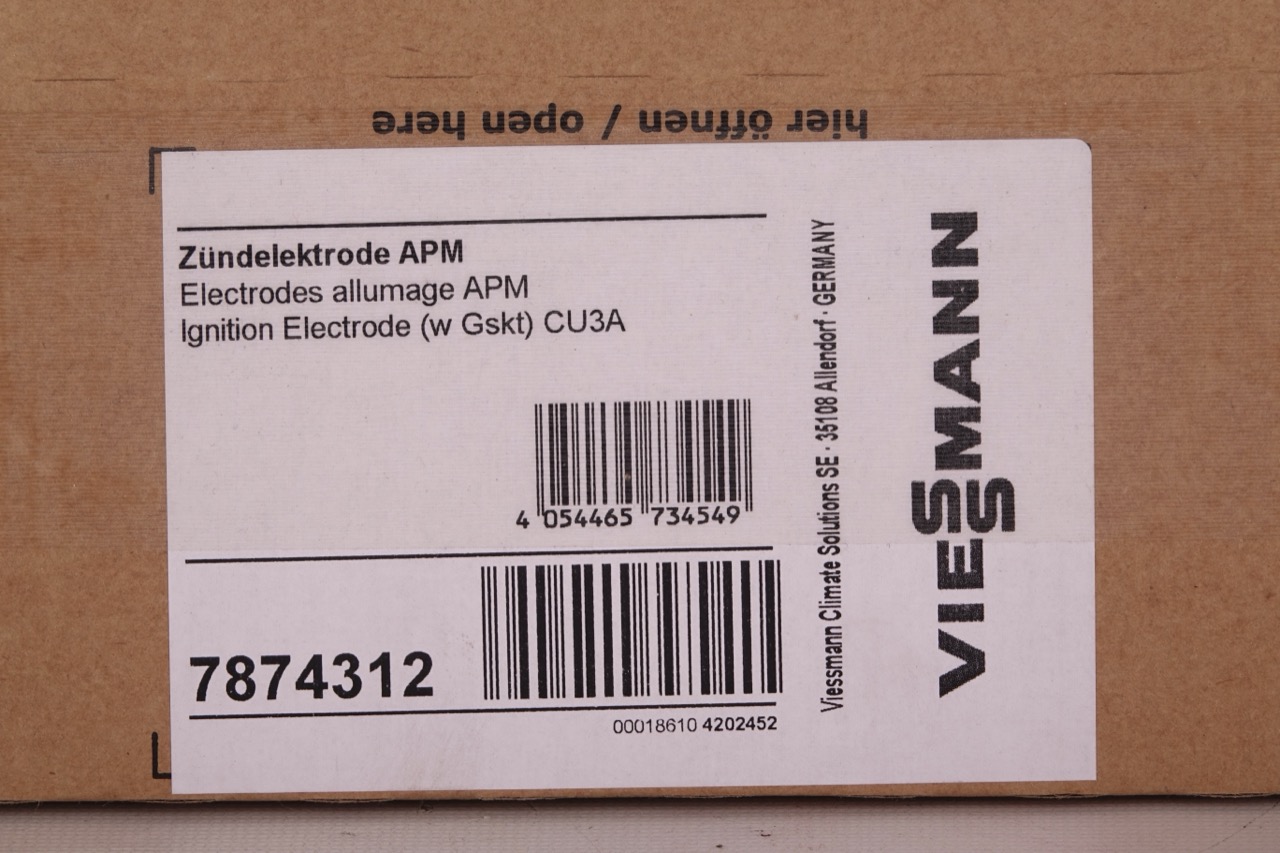 hier öffnen / open here
Zündelektrode APM
Electrodes allumage APM
Ignition Electrode (w Gskt) CU3A
4 054465 734549
7874312
00018610 4202452
Viessmann Climate Solutions SE · 35108 Allendorf · GERMANY
VIESSMANN